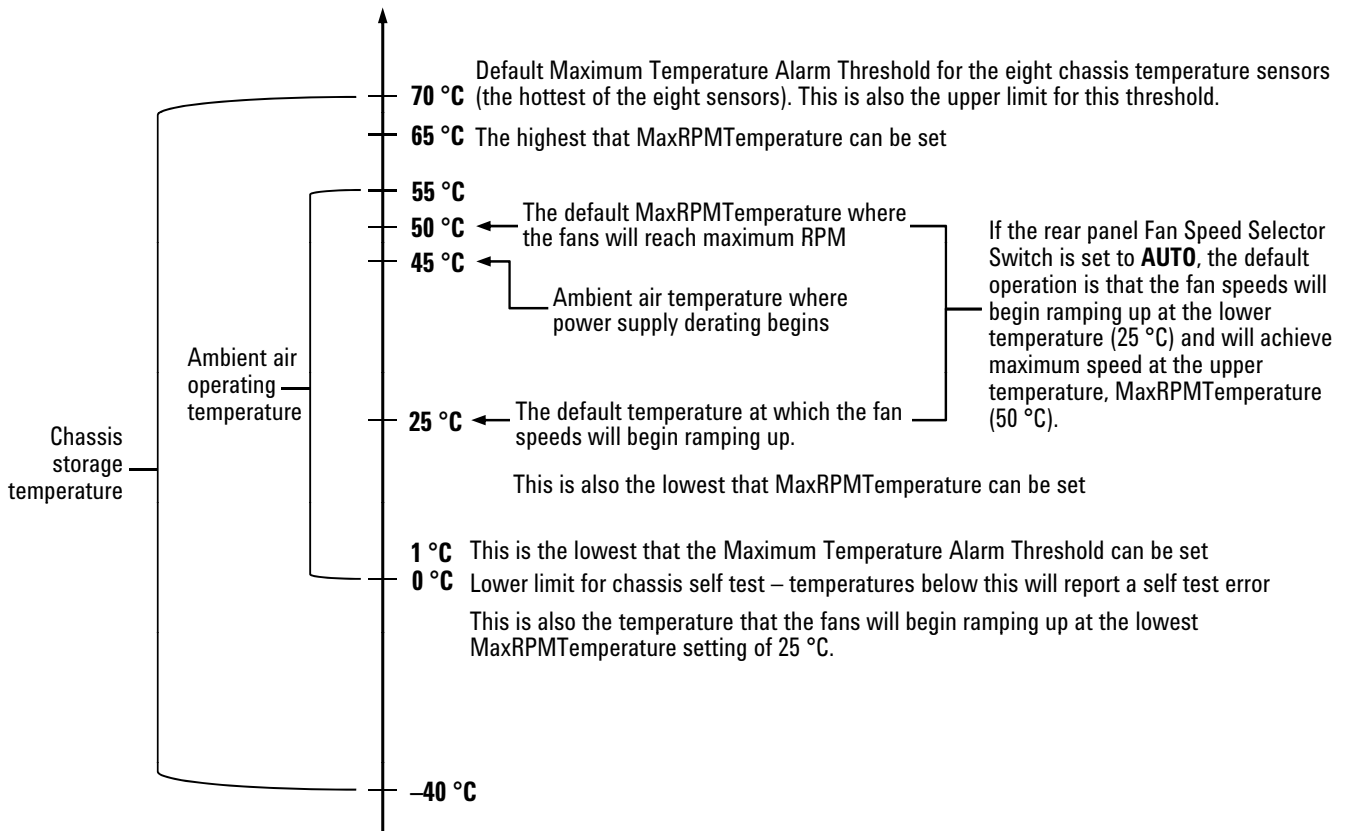 Default Maximum Temperature Alarm Threshold for the eight chassis temperature sensors
70 °C (the hottest of the eight sensors). This is also the upper limit for this threshold.
65 °C The highest that MaxRPMTemperature can be set
55 °C
50 °C
The default MaxRPMTemperature where
the fans will reach maximum RPM
45 °C
Ambient air temperature where
power supply derating begins
If the rear panel Fan Speed Selector
Switch is set to AUTO, the default
operation is that the fan speeds will
begin ramping up at the lower
temperature (25 °C) and will achieve
maximum speed at the upper
temperature, MaxRPMTemperature
(50 °C).
Ambient air
operating
temperature
25 °C
The default temperature at which the fan
speeds will begin ramping up.
Chassis
storage
temperature
This is also the lowest that MaxRPMTemperature can be set
1 °C This is the lowest that the Maximum Temperature Alarm Threshold can be set
0 °C Lower limit for chassis self test – temperatures below this will report a self test error
This is also the temperature that the fans will begin ramping up at the lowest
MaxRPMTemperature setting of 25 °C.
–40 °C